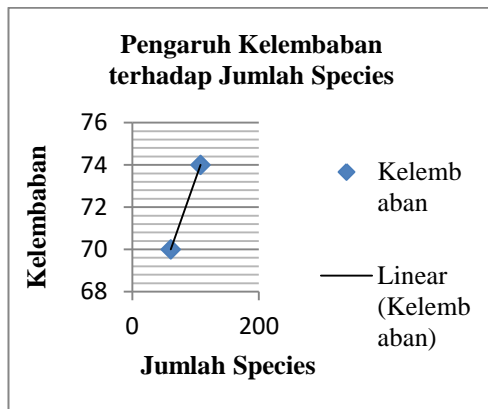 Pengaruh Kelembaban
terhadap Jumlah Species
Kelembaban
76
74
72
70
68
0
200
Jumlah Species
Kelemb
aban
Linear
(Kelemb
aban)